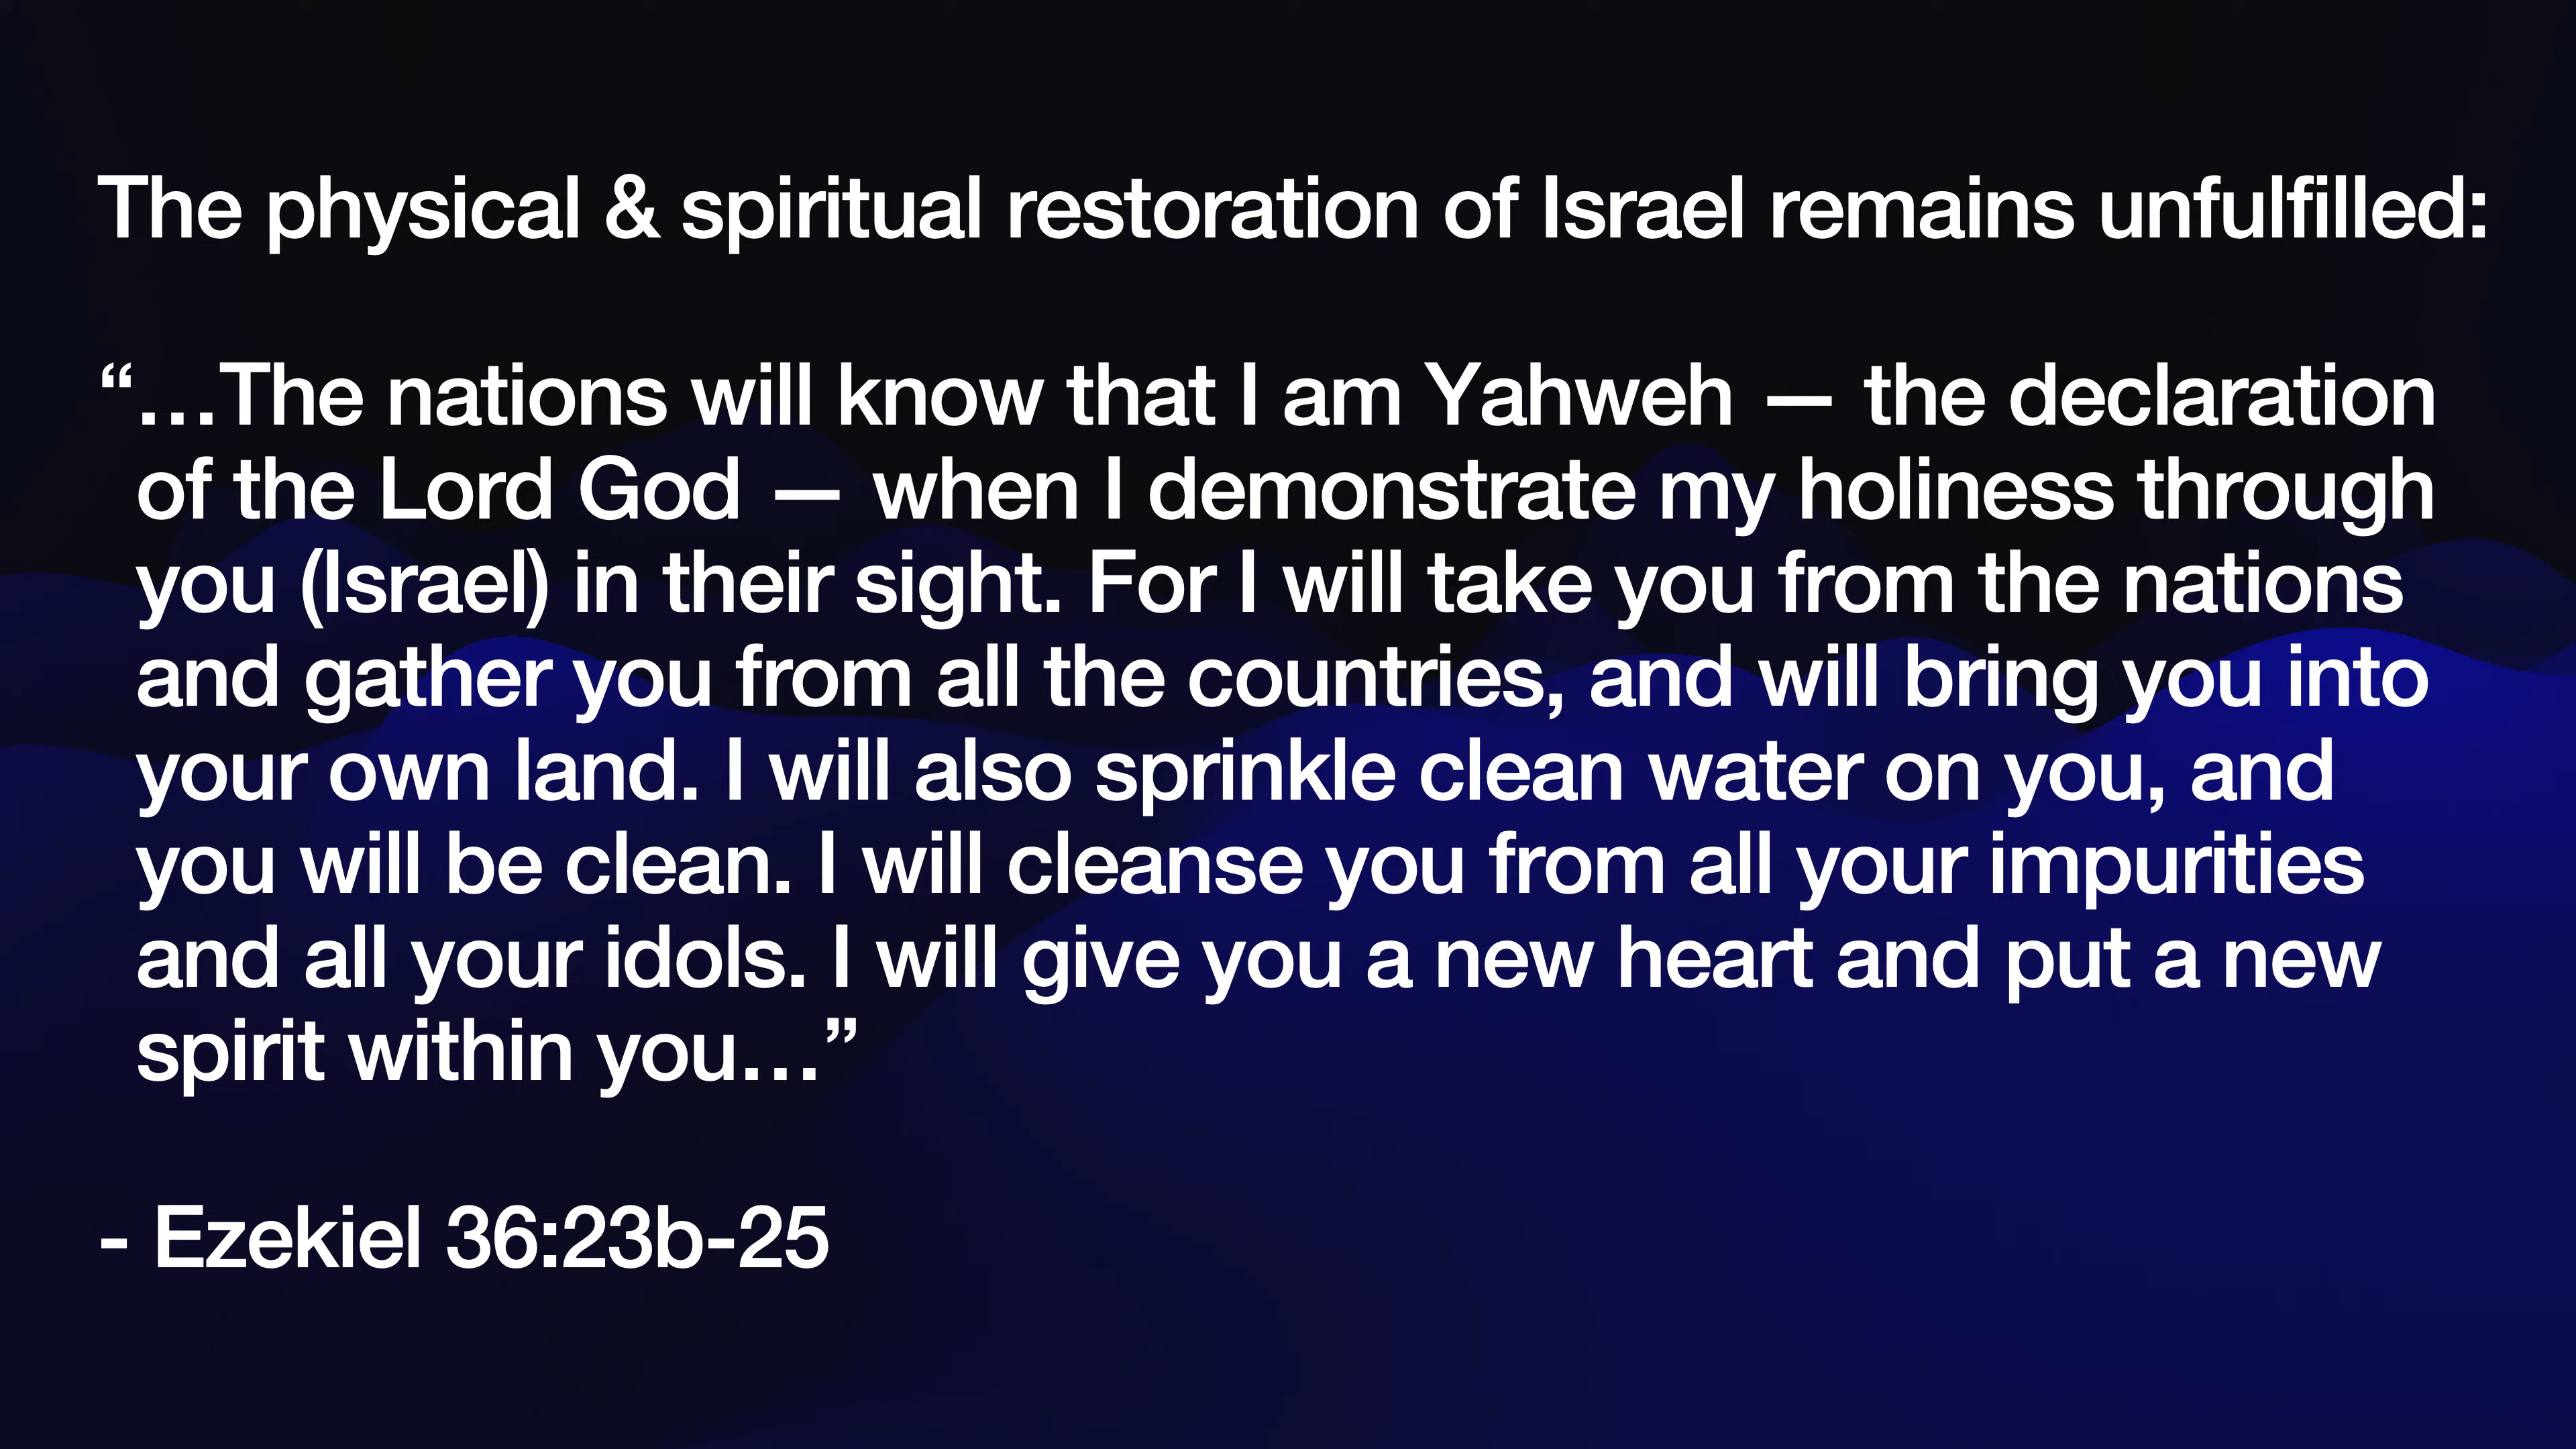 The physical & spiritual restoration of Israel remains unfulfilled:
“…The nations will know that I am Yahweh — the declaration
of the Lord God — when I demonstrate my holiness through
you (Israel) in their sight. For I will take you from the nations
and gather you from all the countries, and will bring you into
your own land. I will also sprinkle clean water on you, and
you will be clean. I will cleanse you from all your impurities
and all your idols. I will give you a new heart and put a new
spirit within you…”
- Ezekiel 36:23b-25